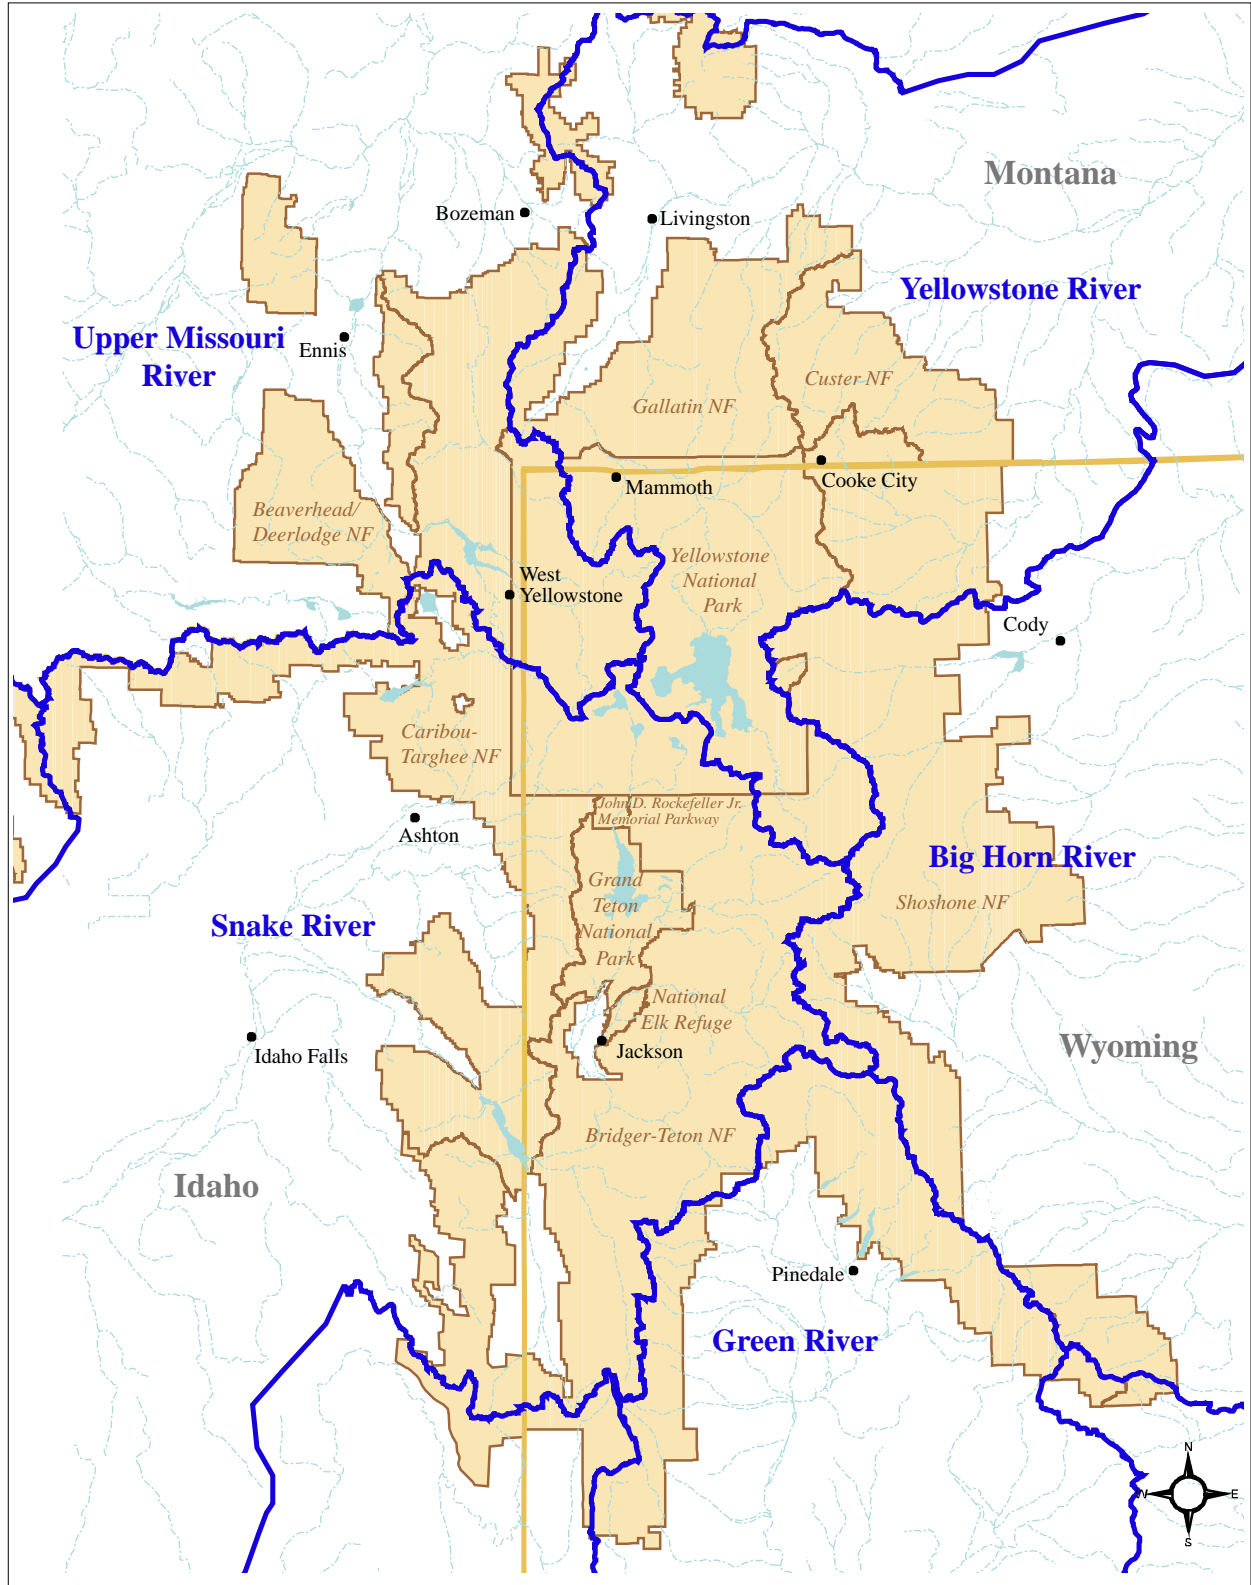 Montana
Bozeman
Livingston
Yellowstone River
Upper Missouri
River
Ennis
Custer NF
Gallatin NF
Mammoth
Cooke City
Beaverhead/
Deerlodge NF
Yellowstone
National
Park
West
Yellowstone
Cody
Caribou-
Targhee NF
John D. Rockefeller Jr.
Memorial Parkway
Ashton
Big Horn River
Grand
Teton
National
Park
Shoshone NF
Snake River
National
Elk Refuge
Idaho Falls
Jackson
Wyoming
Bridger-Teton NF
Idaho
Pinedale
Green River
N
W
E
S